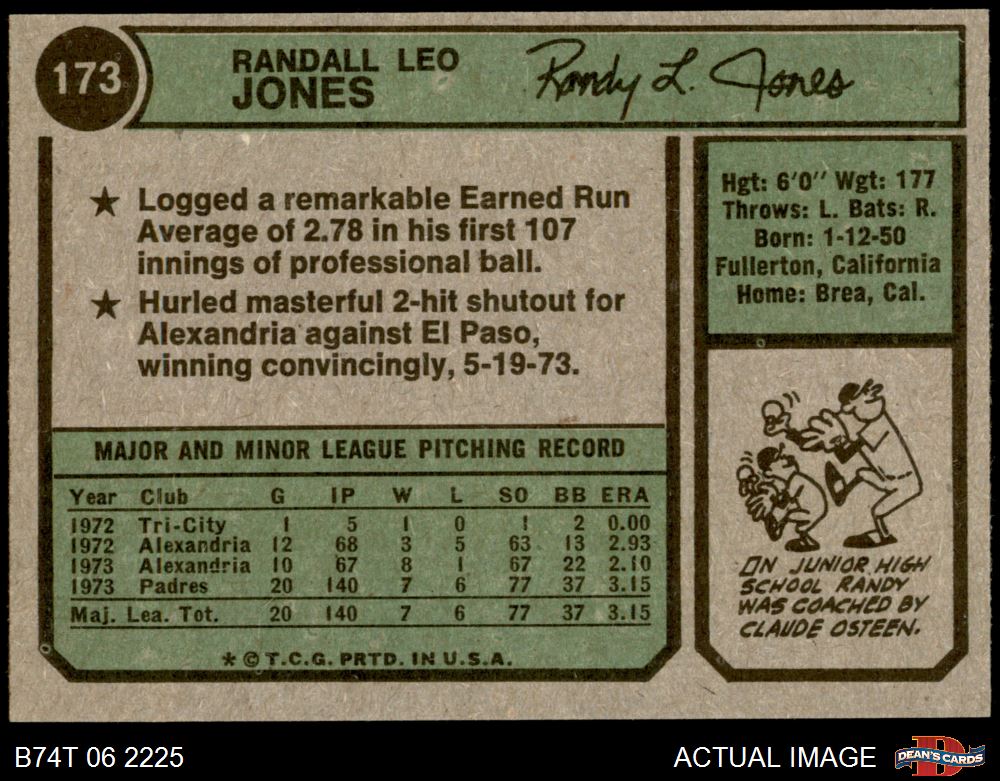 173
RANDALL LEO
JONES
Randy L. Jones
★ Logged a remarkable Earned Run
Average of 2.78 in his first 107
innings of professional ball.
★ Hurled masterful 2-hit shutout for
Alexandria against El Paso,
winning convincingly, 5-19-73.
Hgt: 6'0" Wgt: 177
Throws: L. Bats: R.
Born: 1-12-50
Fullerton, California
Home: Brea, Cal.
MAJOR AND MINOR LEAGUE PITCHING RECORD
Year Club G IP W L SO BB ERA
1972 Tri-City 1 5 1 0 1 2 0.00
1972 Alexandria 12 68 3 5 63 13 2.93
1973 Alexandria 10 67 8 1 67 22 2.10
1973 Padres 20 140 7 6 77 37 3.15
Maj. Lea. Tot. 20 140 7 6 77 37 3.15
* © T.C.G. PRTD. IN U.S.A.
IN JUNIOR HIGH
SCHOOL RANDY
WAS COACHED BY
CLAUDE OSTEEN.
B74T 06 2225
ACTUAL IMAGE
DEAN'S CARDS